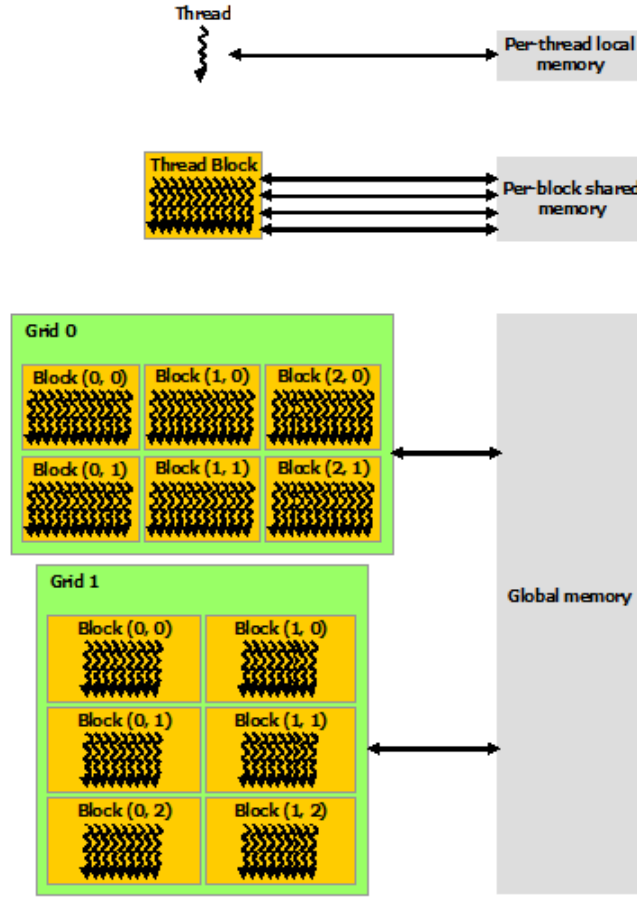 Thread
Per-thread local
memory
Thread Block
Per-block shared
memory
Grid 0
Block (0, 0)
Block (1, 0)
Block (2, 0)
Block (0, 1)
Block (1, 1)
Block (2, 1)
Grid 1
Block (0, 0)
Block (1, 0)
Global memory
Block (0, 1)
Block (1, 1)
Block (0, 2)
Block (1, 2)